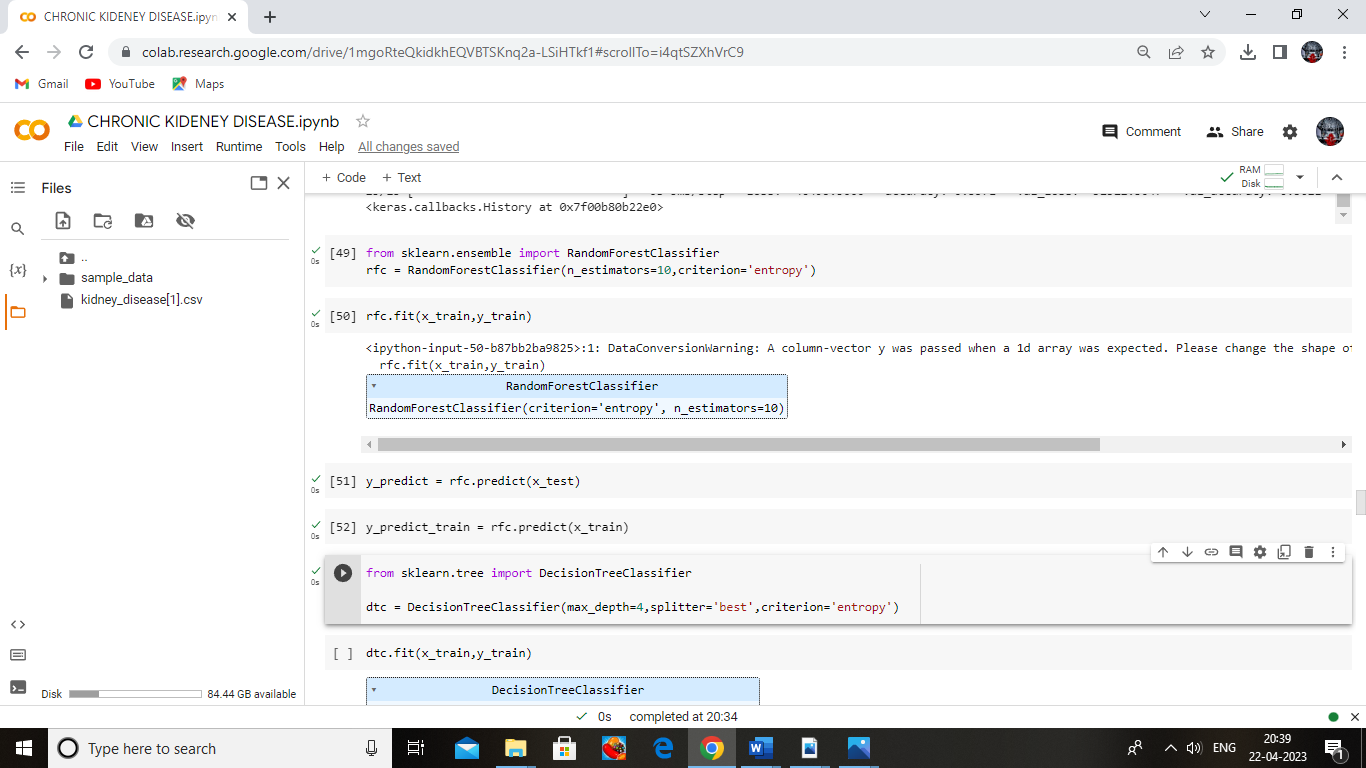 CHRONIC KIDENEY DISEASE.ipyn
colab.research.google.com/drive/1mgoRteQkidkhEQVBTSKnq2a-LSiHTkf1#scrollTo=i4qtSZXhVrC9
Gmail YouTube Maps
CHRONIC KIDENEY DISEASE.ipynb
Comment Share
File Edit View Insert Runtime Tools Help All changes saved
Files
+ Code + Text
RAM
Disk
<keras.callbacks.History at 0x7f00b80b22e0>
..
sample_data
kidney_disease[1].csv
{x}
0s
[49] from sklearn.ensemble import RandomForestClassifier
rfc = RandomForestClassifier(n_estimators=10,criterion='entropy')
0s
[50] rfc.fit(x_train,y_train)
<ipython-input-50-b87bb2ba9825>:1: DataConversionWarning: A column-vector y was passed when a 1d array was expected. Please change the shape of
rfc.fit(x_train,y_train)
RandomForestClassifier
RandomForestClassifier(criterion='entropy', n_estimators=10)
0s
[51] y_predict = rfc.predict(x_test)
0s
[52] y_predict_train = rfc.predict(x_train)
0s
from sklearn.tree import DecisionTreeClassifier
dtc = DecisionTreeClassifier(max_depth=4,splitter='best',criterion='entropy')
[ ] dtc.fit(x_train,y_train)
DecisionTreeClassifier
Disk 84.44 GB available
0s completed at 20:34
Type here to search
ENG
20:39
22-04-2023
1